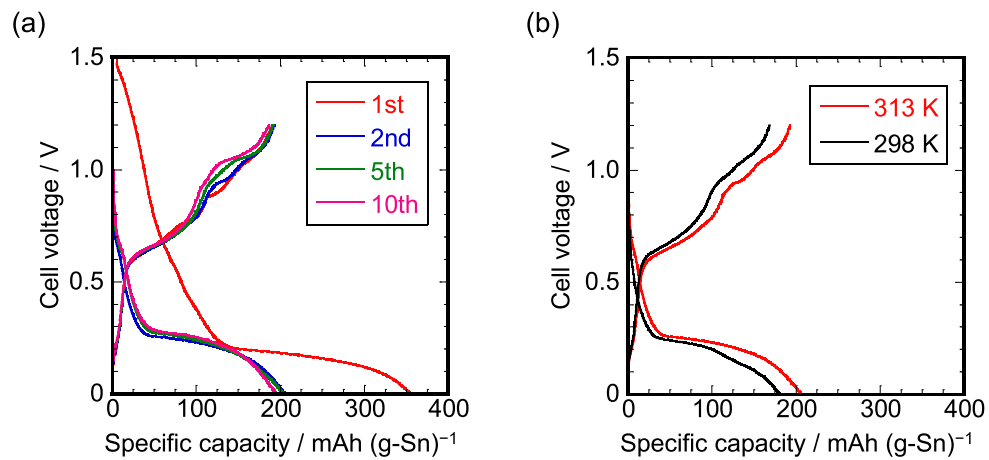 (a)
1.5
1.0
0.5
0
Cell voltage / V
1st
2nd
5th
10th
0 100 200 300 400
Specific capacity / mAh (g-Sn)⁻¹
(b)
1.5
1.0
0.5
0
Cell voltage / V
313 K
298 K
0 100 200 300 400
Specific capacity / mAh (g-Sn)⁻¹